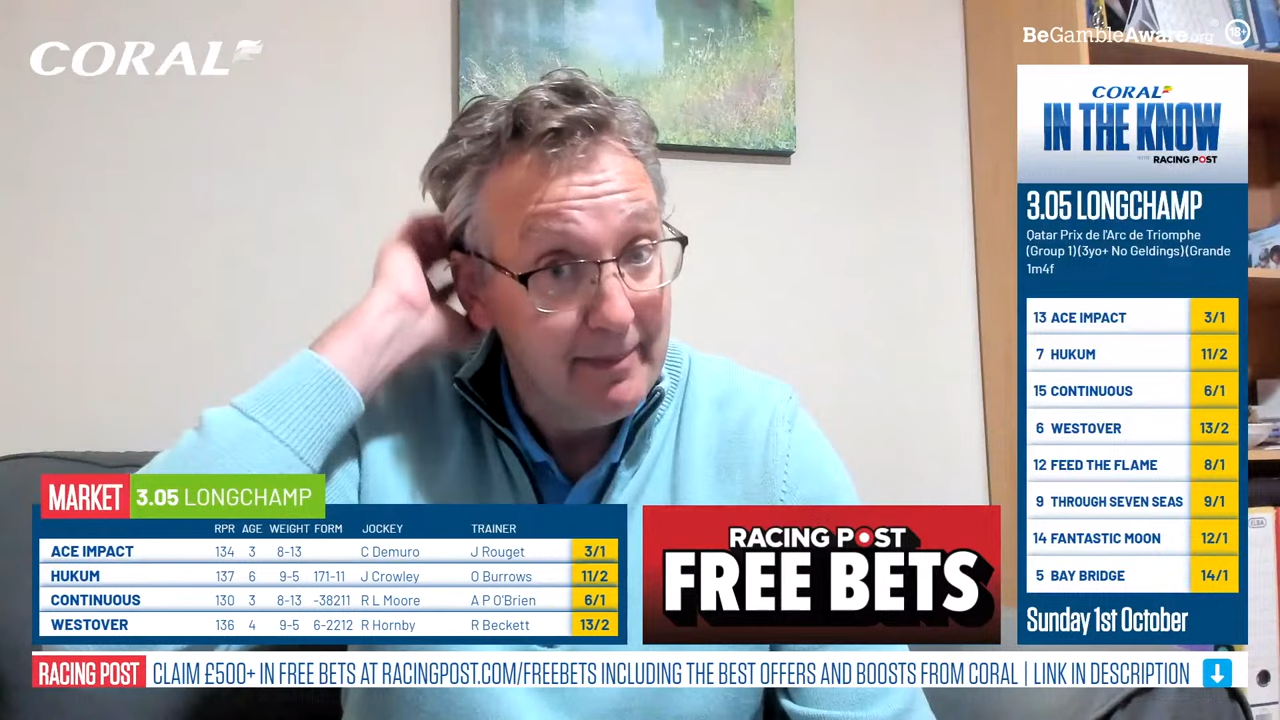 CORAL
BeGambleAware.org 18+
CORAL
IN THE KNOW
WITH RACING POST
3.05 LONGCHAMP
Qatar Prix de l'Arc de Triomphe
(Group 1)(3yo+ No Geldings)(Grande
1m4f
13 ACE IMPACT 3/1
7 HUKUM 11/2
15 CONTINUOUS 6/1
6 WESTOVER 13/2
12 FEED THE FLAME 8/1
9 THROUGH SEVEN SEAS 9/1
14 FANTASTIC MOON 12/1
5 BAY BRIDGE 14/1
Sunday 1st October
MARKET 3.05 LONGCHAMP
RPR AGE WEIGHT FORM JOCKEY TRAINER
ACE IMPACT 134 3 8-13 C Demuro J Rouget 3/1
HUKUM 137 6 9-5 171-11 J Crowley O Burrows 11/2
CONTINUOUS 130 3 8-13 -38211 R L Moore A P O'Brien 6/1
WESTOVER 136 4 9-5 6-2212 R Hornby R Beckett 13/2
RACING POST
FREE BETS
RACING POST CLAIM £500+ IN FREE BETS AT RACINGPOST.COM/FREEBETS INCLUDING THE BEST OFFERS AND BOOSTS FROM CORAL | LINK IN DESCRIPTION